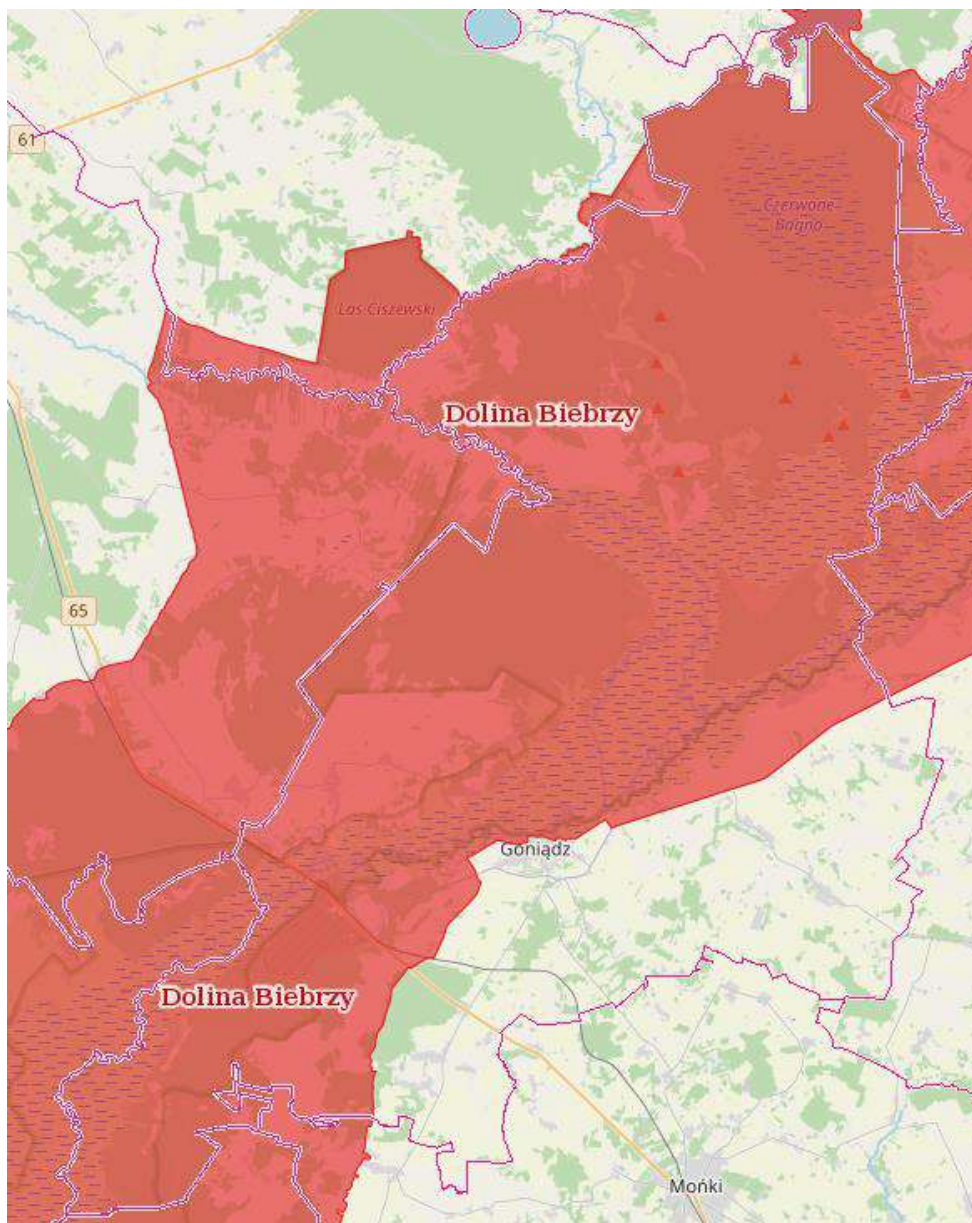 61
Czerwone
Bagno
Las Ciszewski
Dolina Biebrzy
65
Goniądz
Dolina Biebrzy
Mońki